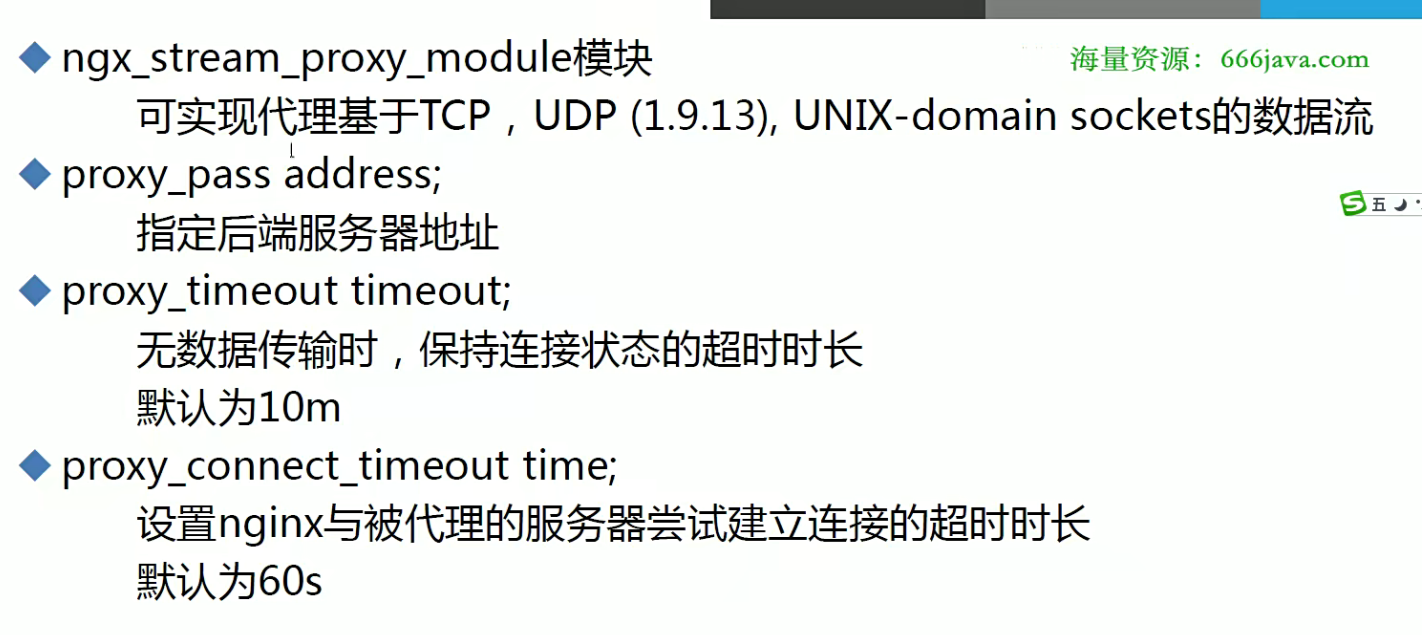 ngx_stream_proxy_module模块
海量资源：666java.com
可实现代理基于TCP，UDP (1.9.13), UNIX-domain sockets的数据流
proxy_pass address;
指定后端服务器地址
五
proxy_timeout timeout;
无数据传输时，保持连接状态的超时时长
默认为10m
proxy_connect_timeout time;
设置nginx与被代理的服务器尝试建立连接的超时时长
默认为60s